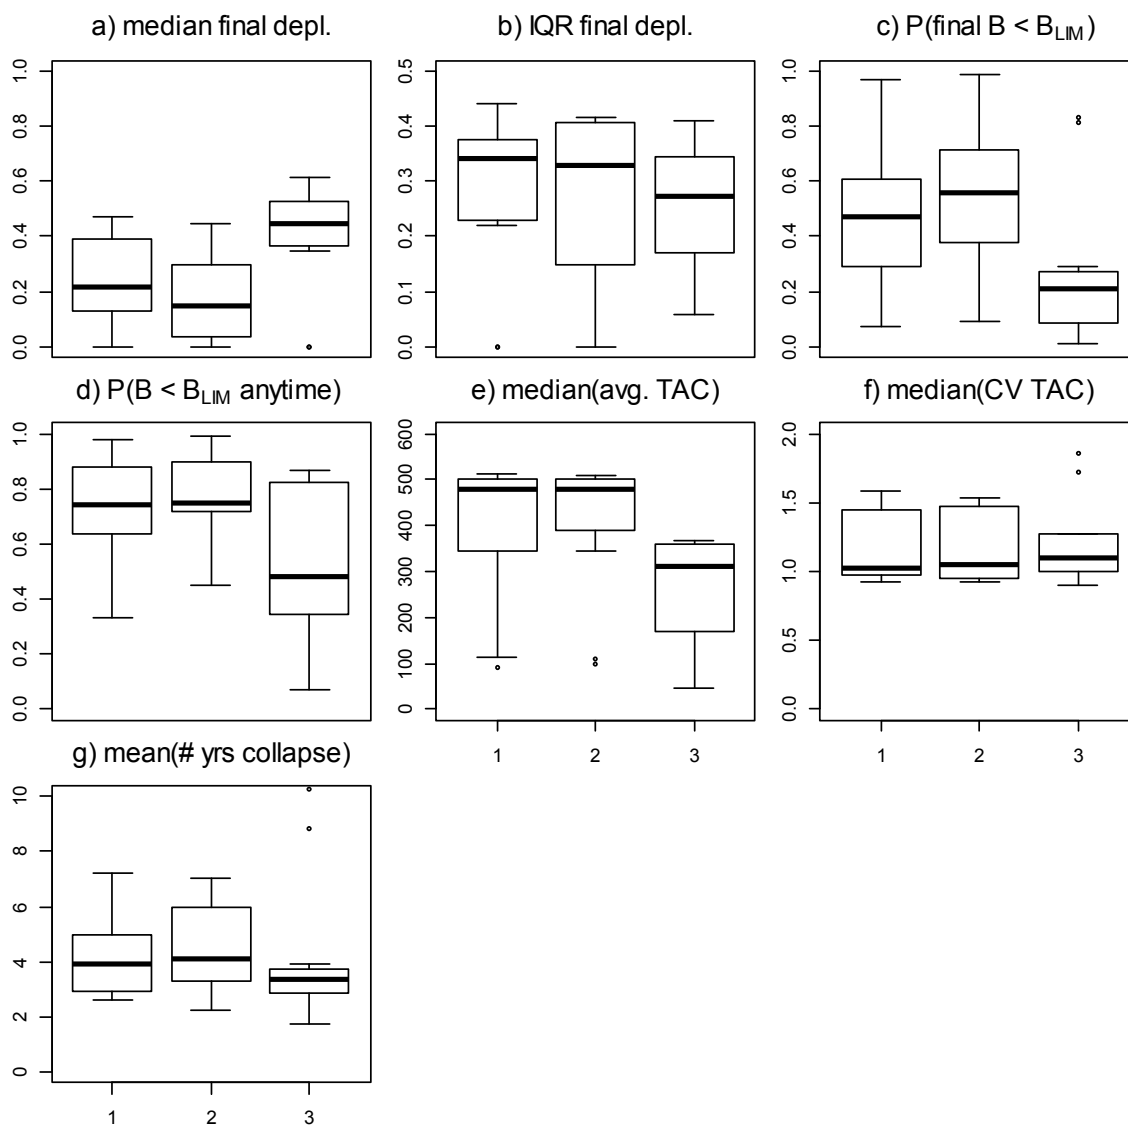 a) median final depl.
b) IQR final depl.
c) P(final B < B_LIM)
0.0 0.2 0.4 0.6 0.8 1.0
0.0 0.1 0.2 0.3 0.4 0.5
0.0 0.2 0.4 0.6 0.8 1.0
d) P(B < B_LIM anytime)
e) median(avg. TAC)
f) median(CV TAC)
0.0 0.2 0.4 0.6 0.8 1.0
0 100 200 300 400 500 600
0.0 0.5 1.0 1.5 2.0
1 2 3
1 2 3
g) mean(# yrs collapse)
0 2 4 6 8 10
1 2 3